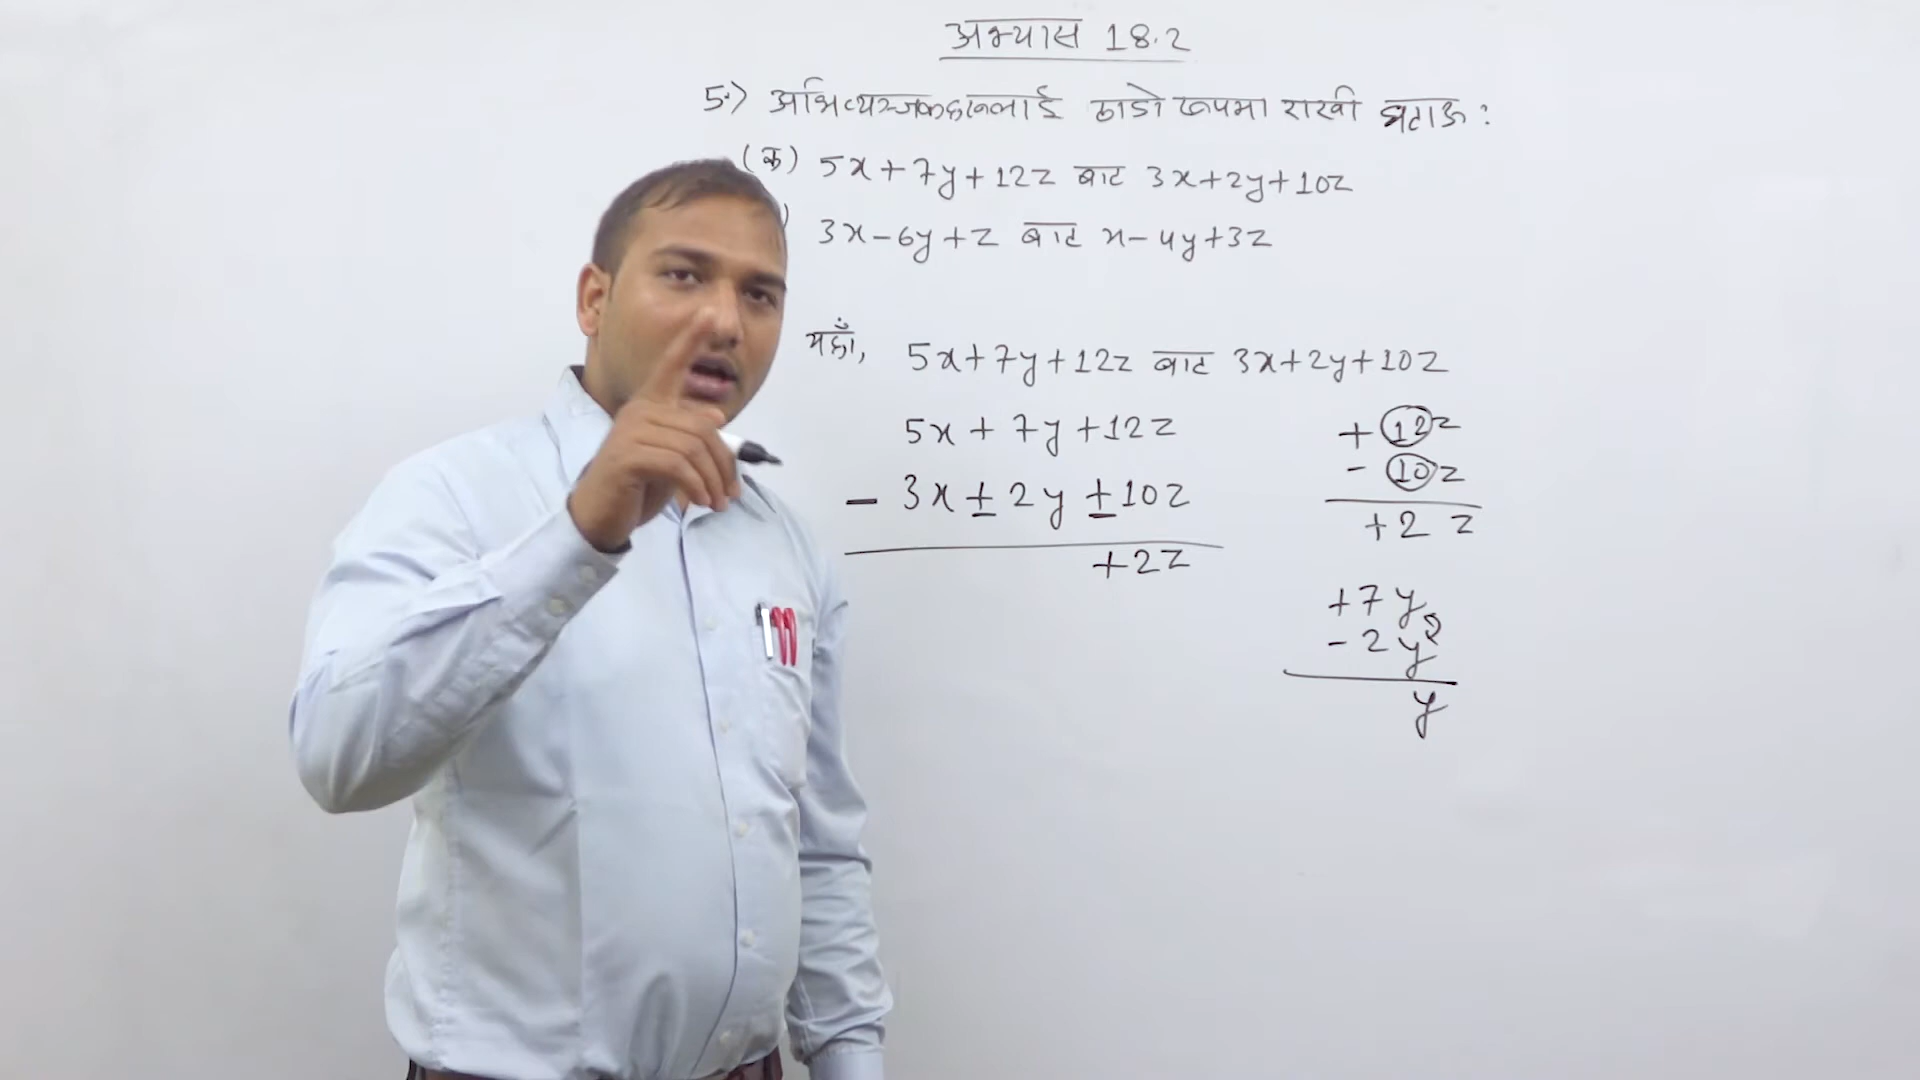 अभ्यास 18.2
5.) अभिव्यञ्जकहरूलाई ठाडो रूपमा राखी घटाऊ :
(क) 5x + 7y + 12z बाट 3x + 2y + 10z
) 3x - 6y + z बाट x - 4y + 3z
यहाँ, 5x + 7y + 12z बाट 3x + 2y + 10z
5x + 7y + 12z
- 3x ± 2y ± 10z
+2z
+ 12z
- 10z
+2 z
+7y
- 2y
y